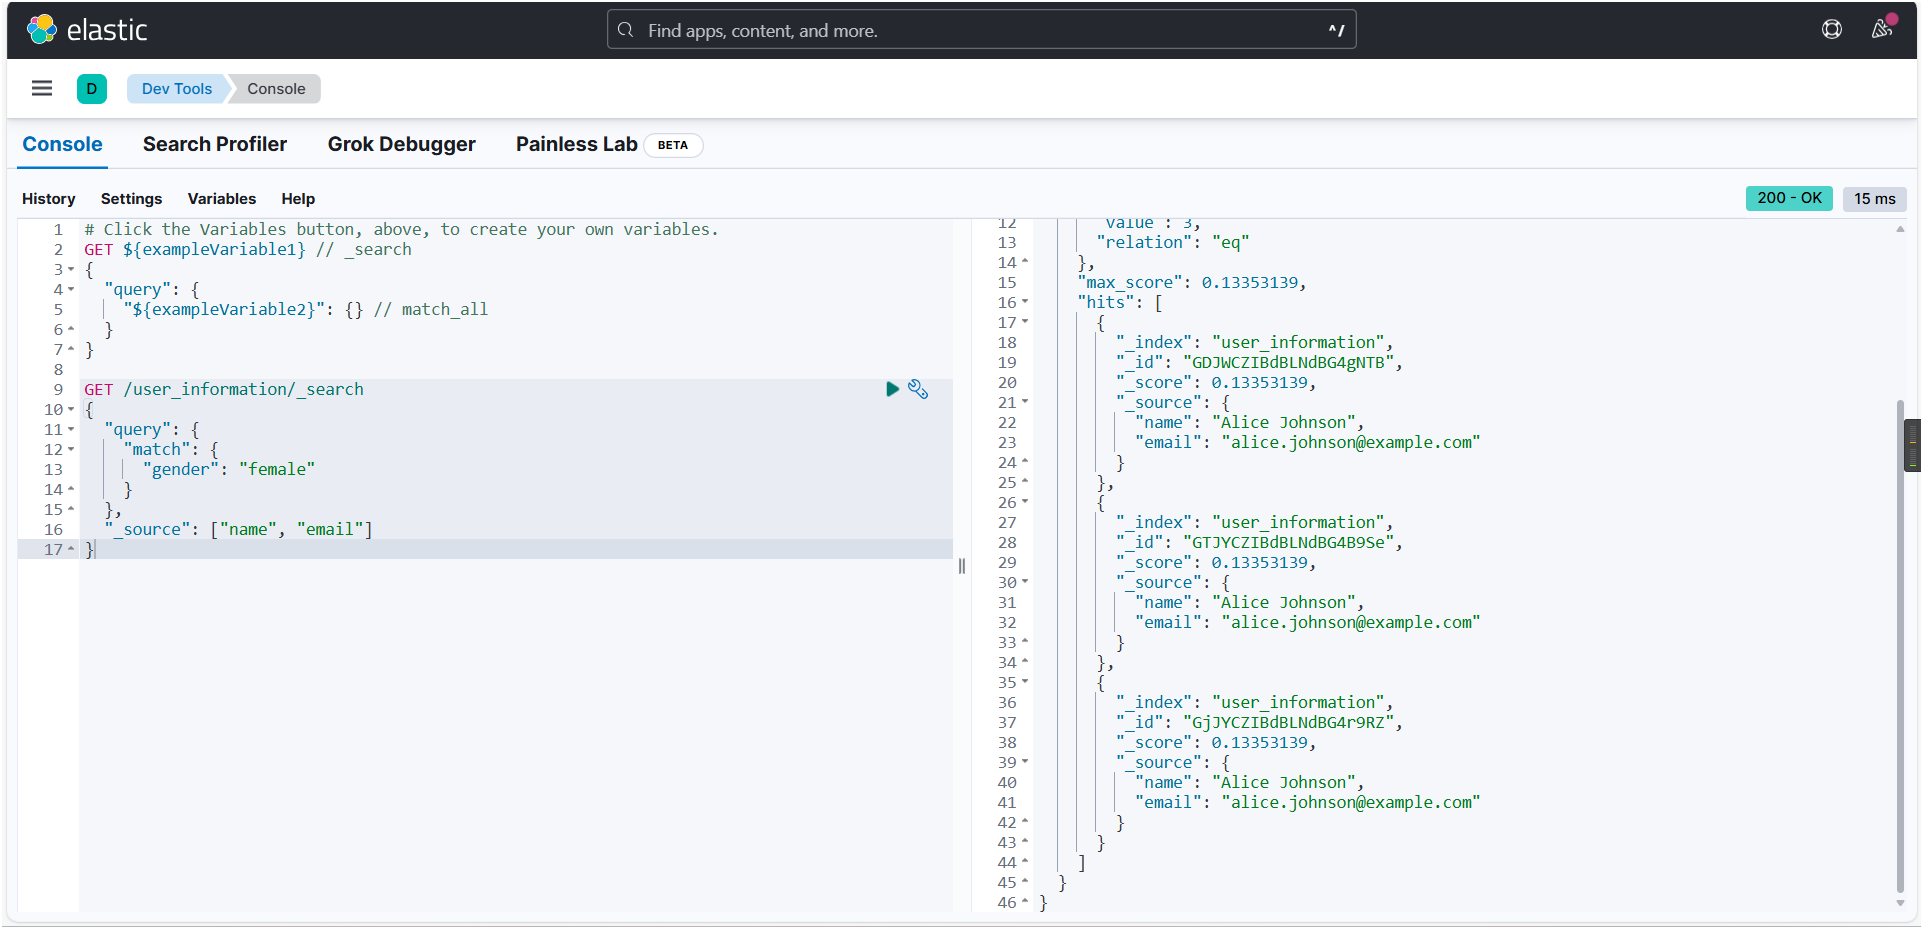 elastic
Find apps, content, and more.
^/
D
Dev Tools
Console
Console
Search Profiler
Grok Debugger
Painless Lab
BETA
History
Settings
Variables
Help
200 - OK
15 ms
1 # Click the Variables button, above, to create your own variables.
2 GET ${exampleVariable1} // _search
3 {
4 "query": {
5 "${exampleVariable2}": {} // match_all
6 }
7 }
8
9 GET /user_information/_search
10 {
11 "query": {
12 "match": {
13 "gender": "female"
14 }
15 },
16 "_source": ["name", "email"]
17 }
12 "value": 3,
13 "relation": "eq"
14 },
15 "max_score": 0.13353139,
16 "hits": [
17 {
18 "_index": "user_information",
19 "_id": "GDJWCZIBdBLNdBG4gNTB",
20 "_score": 0.13353139,
21 "_source": {
22 "name": "Alice Johnson",
23 "email": "alice.johnson@example.com"
24 }
25 },
26 {
27 "_index": "user_information",
28 "_id": "GTJYCZIBdBLNdBG4B9Se",
29 "_score": 0.13353139,
30 "_source": {
31 "name": "Alice Johnson",
32 "email": "alice.johnson@example.com"
33 }
34 },
35 {
36 "_index": "user_information",
37 "_id": "GjJYCZIBdBLNdBG4r9RZ",
38 "_score": 0.13353139,
39 "_source": {
40 "name": "Alice Johnson",
41 "email": "alice.johnson@example.com"
42 }
43 }
44 ]
45 }
46 }